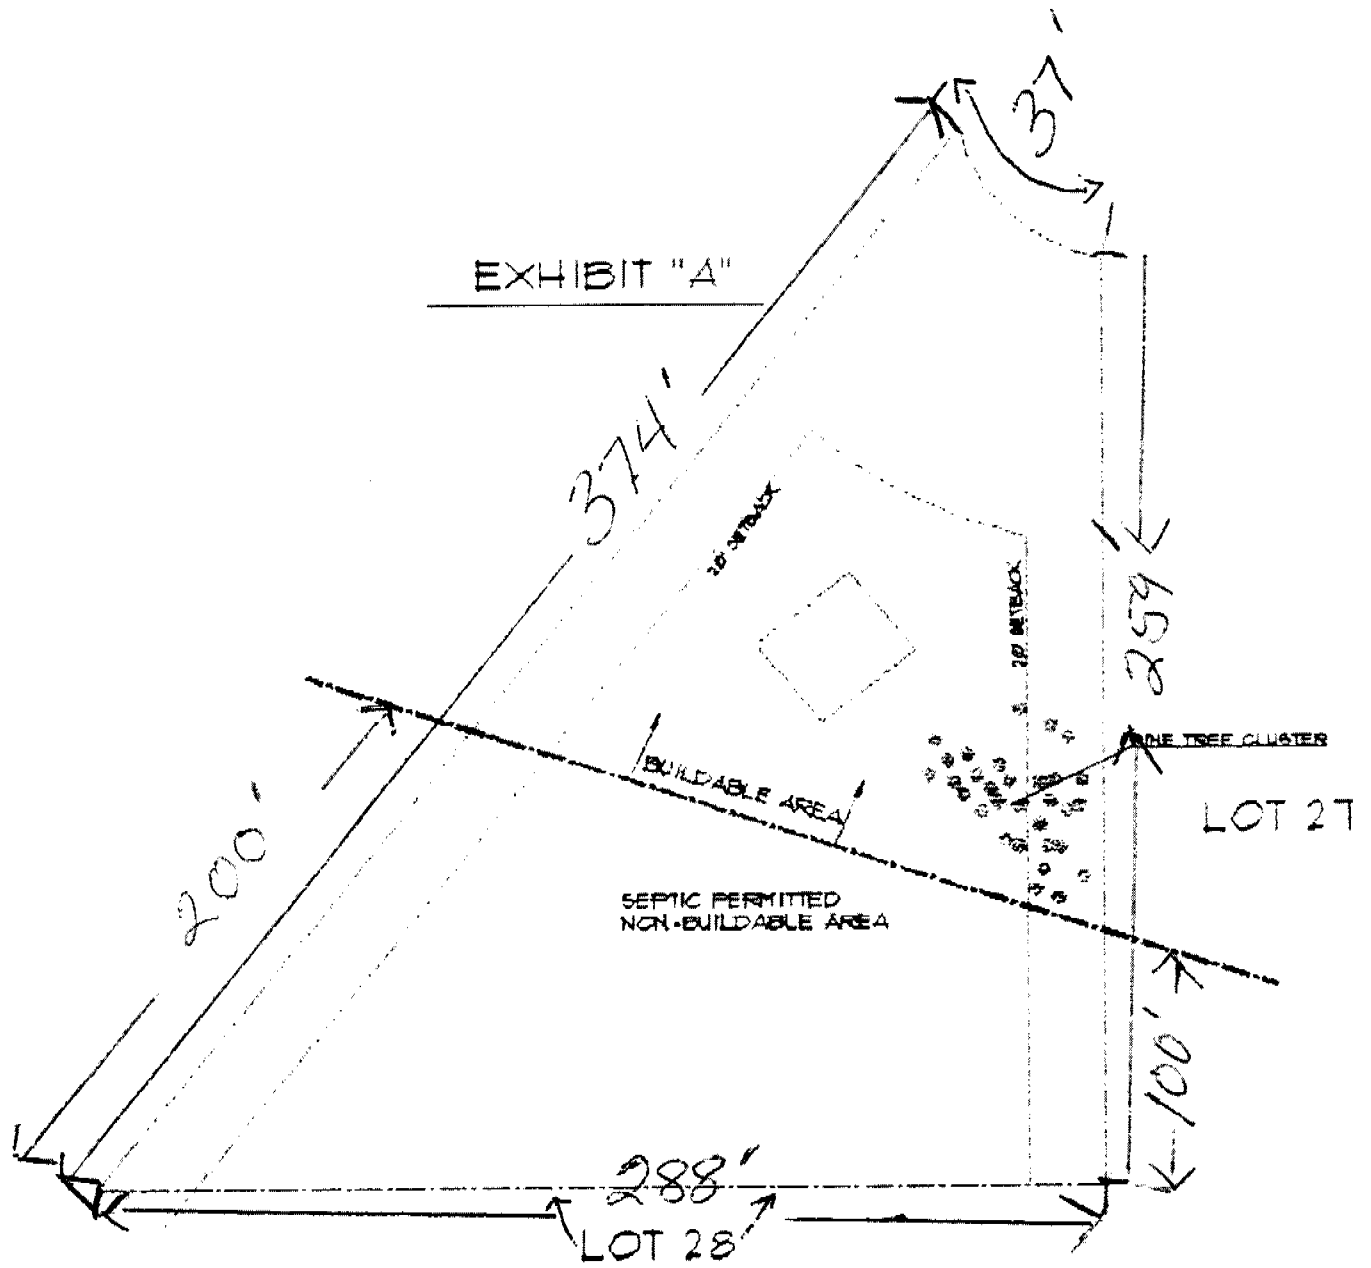 37'
EXHIBIT "A"
374'
20' SETBACK
20' SETBACK
259
PINE TREE CLUSTER
BUILDABLE AREA
LOT 27
200'
SEPTIC PERMITTED
NON-BUILDABLE AREA
100'
288'
LOT 28